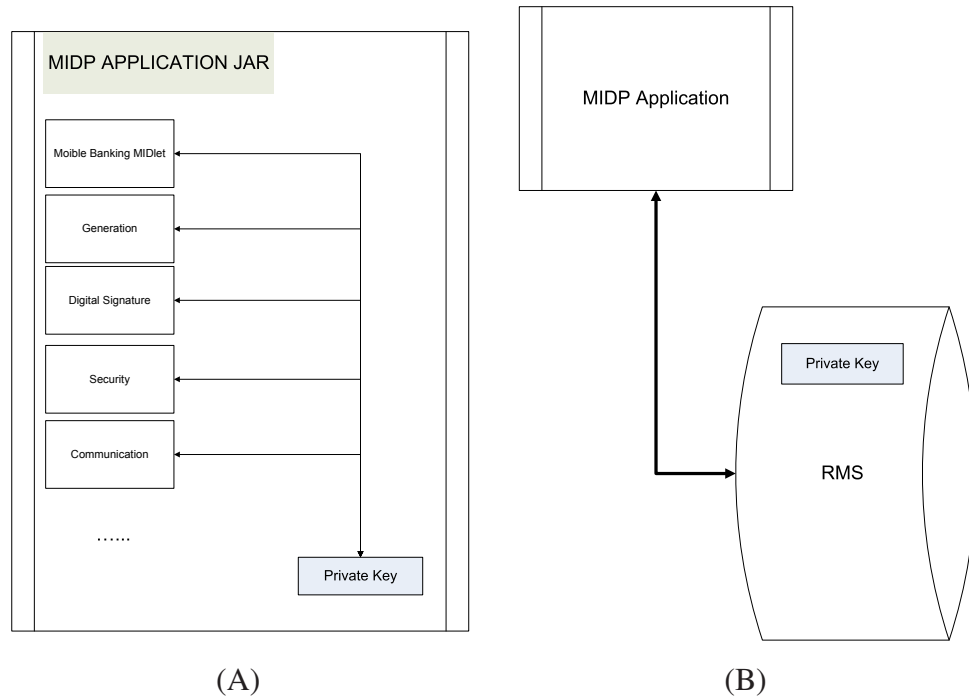 MIDP APPLICATION JAR
Moible Banking MIDlet
Generation
Digital Signature
Security
Communication
…...
Private Key
(A)
MIDP Application
Private Key
RMS
(B)